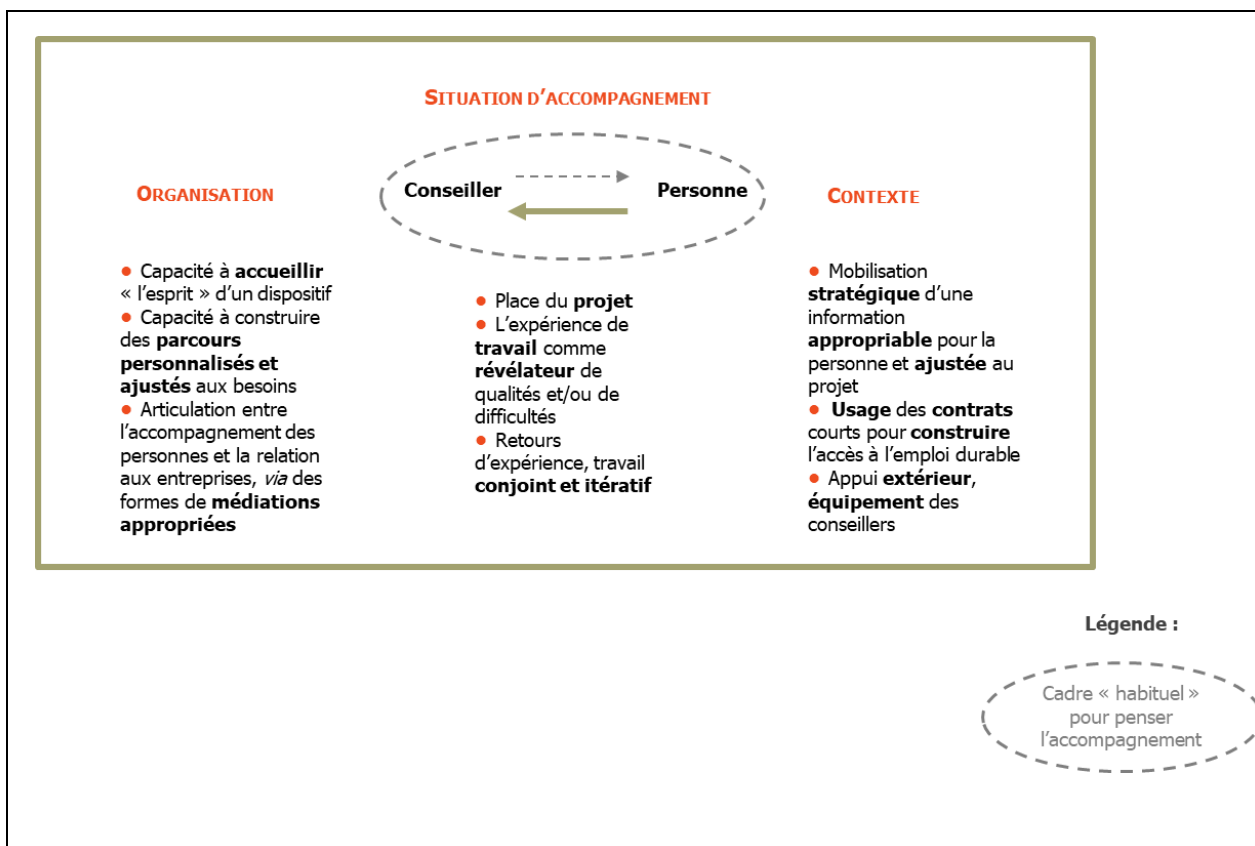 SITUATION D'ACCOMPAGNEMENT
Conseiller
Personne
ORGANISATION
● Capacité à accueillir
« l'esprit » d'un dispositif
● Capacité à construire
des parcours
personnalisés et
ajustés aux besoins
● Articulation entre
l'accompagnement des
personnes et la relation
aux entreprises, via des
formes de médiations
appropriées
● Place du projet
● L'expérience de
travail comme
révélateur de
qualités et/ou de
difficultés
● Retours
d'expérience, travail
conjoint et itératif
CONTEXTE
● Mobilisation
stratégique d'une
information
appropriable pour la
personne et ajustée au
projet
● Usage des contrats
courts pour construire
l'accès à l'emploi durable
● Appui extérieur,
équipement des
conseillers
Légende :
Cadre « habituel »
pour penser
l'accompagnement